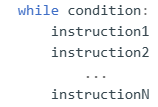 while condition:
    instruction1
    instruction2
        ...
    instructionN